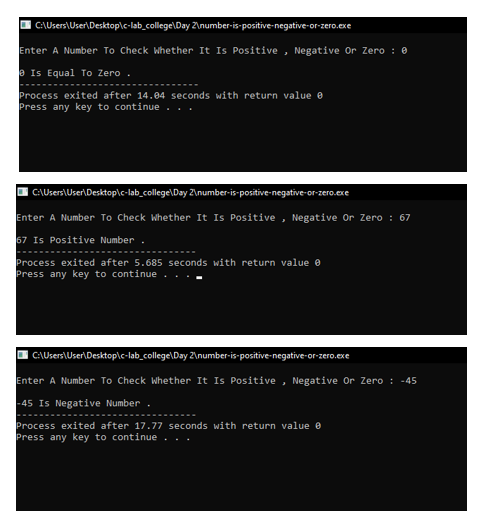 C:\Users\User\Desktop\c-lab_college\Day 2\number-is-positive-negative-or-zero.exe
Enter A Number To Check Whether It Is Positive , Negative Or Zero : 0
0 Is Equal To Zero .
--------------------------------
Process exited after 14.04 seconds with return value 0
Press any key to continue . . .
C:\Users\User\Desktop\c-lab_college\Day 2\number-is-positive-negative-or-zero.exe
Enter A Number To Check Whether It Is Positive , Negative Or Zero : 67
67 Is Positive Number .
--------------------------------
Process exited after 5.685 seconds with return value 0
Press any key to continue . . .
C:\Users\User\Desktop\c-lab_college\Day 2\number-is-positive-negative-or-zero.exe
Enter A Number To Check Whether It Is Positive , Negative Or Zero : -45
-45 Is Negative Number .
--------------------------------
Process exited after 17.77 seconds with return value 0
Press any key to continue . . .